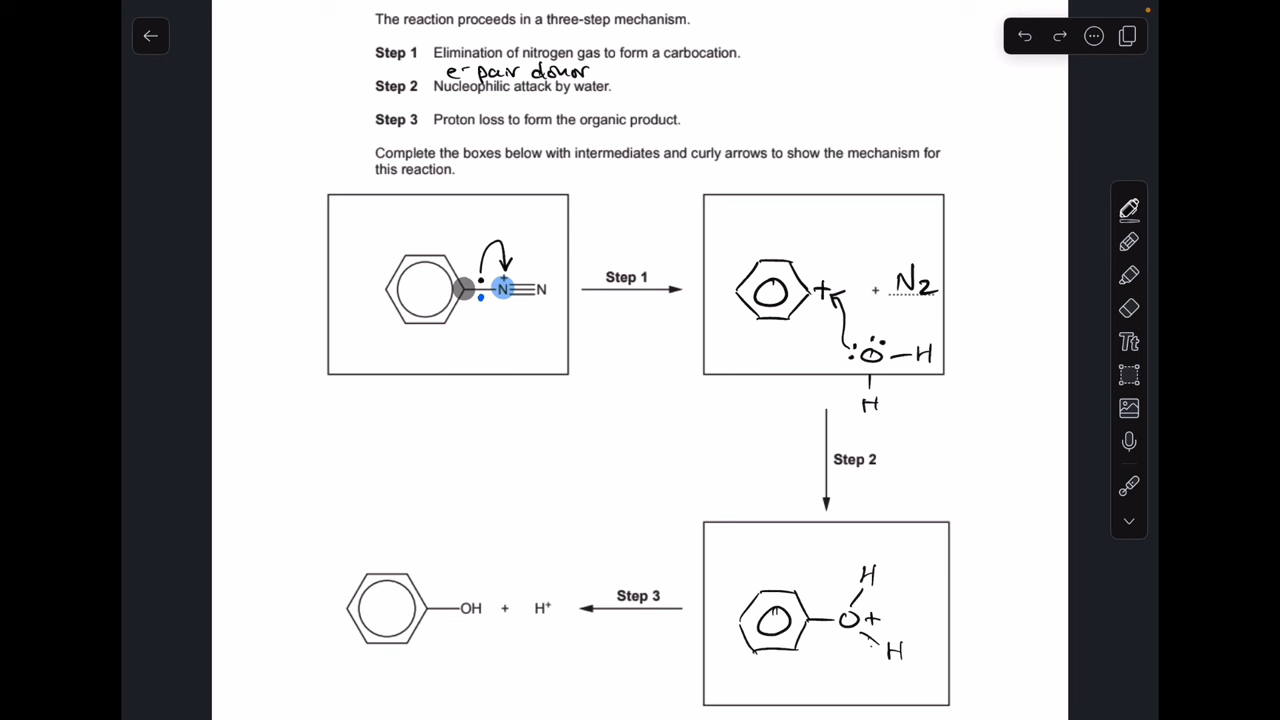 The reaction proceeds in a three-step mechanism.
Step 1 Elimination of nitrogen gas to form a carbocation.
e- pair donor
Step 2 Nucleophilic attack by water.
Step 3 Proton loss to form the organic product.
Complete the boxes below with intermediates and curly arrows to show the mechanism for
this reaction.
Tt
+
N≡N
Step 1
+
+ N2
:Ö–H
H
Step 2
H
O+
H
Step 3
OH + H⁺